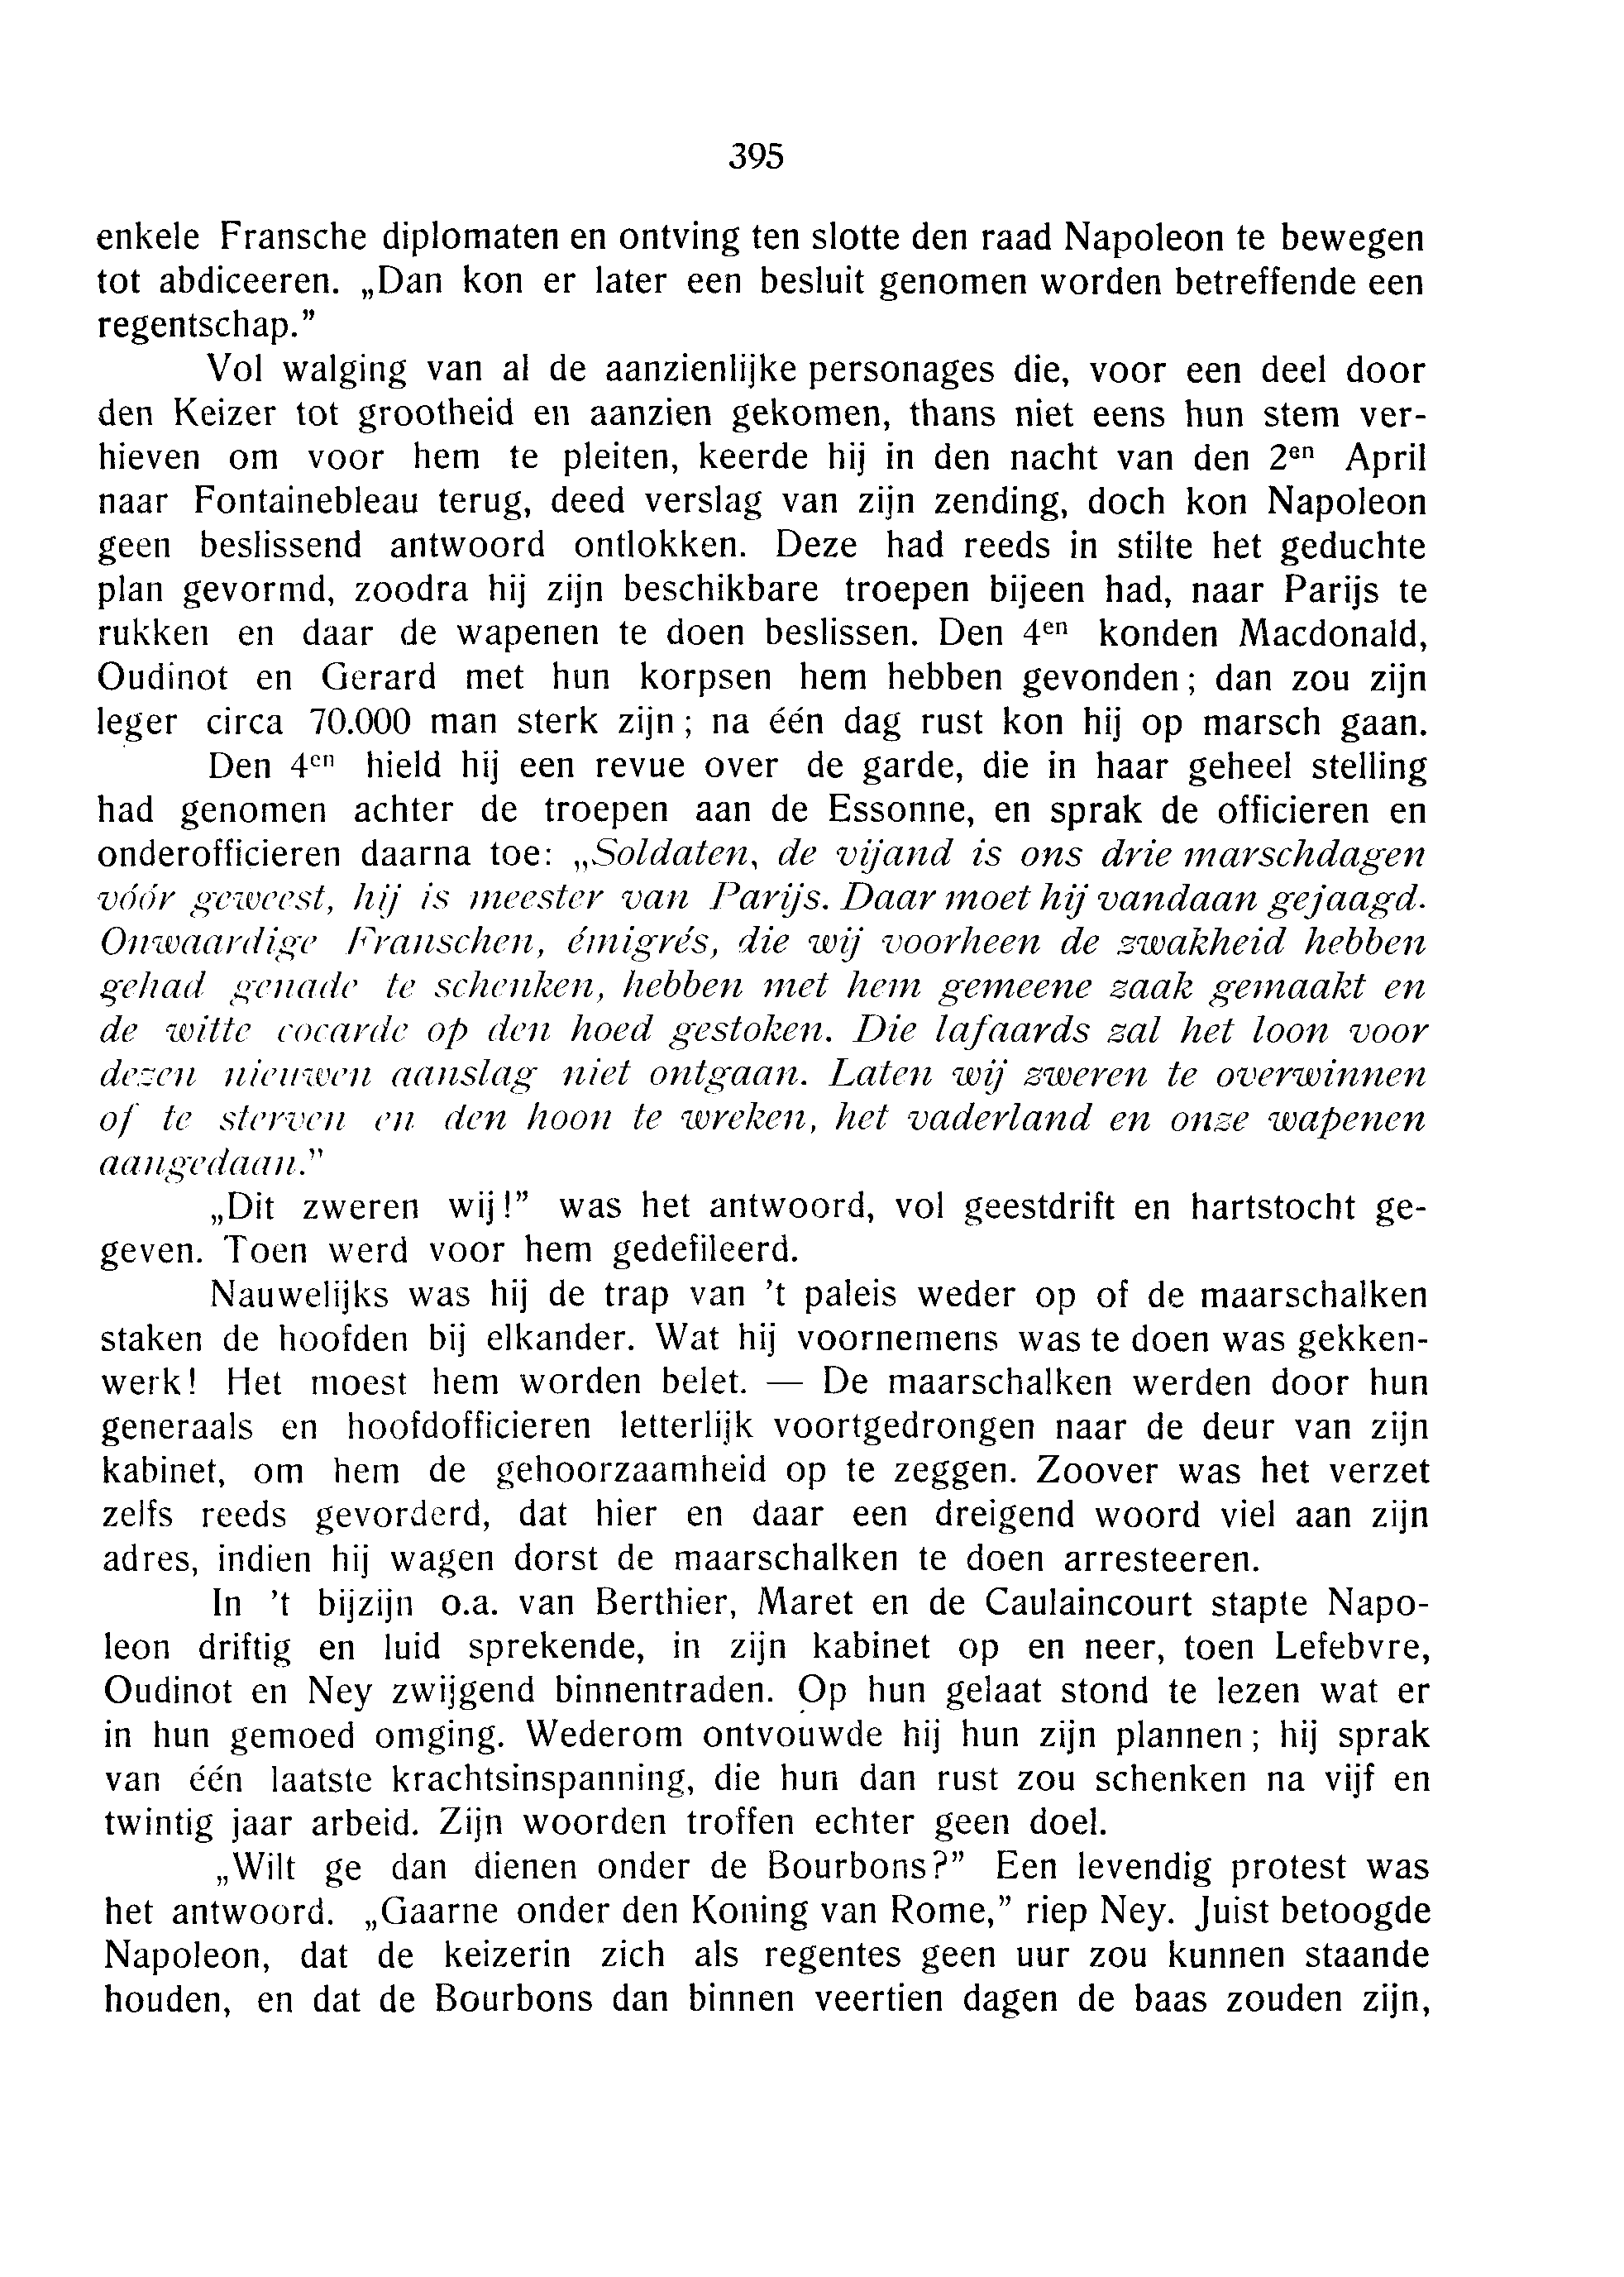 395
enkele Fransche diplomaten en ontving ten slotte den raad Napoleon te bewegen
tot abdiceeren. „Dan kon er later een besluit genomen worden betreffende een
regentschap.”
Vol walging van al de aanzienlijke personages die, voor een deel door
den Keizer tot grootheid en aanzien gekomen, thans niet eens hun stem ver-
hieven om voor hem te pleiten, keerde hij in den nacht van den 2en April
naar Fontainebleau terug, deed verslag van zijn zending, doch kon Napoleon
geen beslissend antwoord ontlokken. Deze had reeds in stilte het geduchte
plan gevormd, zoodra hij zijn beschikbare troepen bijeen had, naar Parijs te
rukken en daar de wapenen te doen beslissen. Den 4en konden Macdonald,
Oudinot en Gerard met hun korpsen hem hebben gevonden; dan zou zijn
leger circa 70.000 man sterk zijn; na één dag rust kon hij op marsch gaan.
Den 4en hield hij een revue over de garde, die in haar geheel stelling
had genomen achter de troepen aan de Essonne, en sprak de officieren en
onderofficieren daarna toe: „Soldaten, de vijand is ons drie marschdagen
vóór geweest, hij is meester van Parijs. Daar moet hij vandaan gejaagd.
Onwaardige Franschen, émigrés, die wij voorheen de zwakheid hebben
gehad genade te schenken, hebben met hem gemeene zaak gemaakt en
de witte cocarde op den hoed gestoken. Die lafaards zal het loon voor
dezen nieuwen aanslag niet ontgaan. Laten wij zweren te overwinnen
of te sterven en den hoon te wreken, het vaderland en onze wapenen
aangedaan.”
„Dit zweren wij!” was het antwoord, vol geestdrift en hartstocht ge-
geven. Toen werd voor hem gedefileerd.
Nauwelijks was hij de trap van ’t paleis weder op of de maarschalken
staken de hoofden bij elkander. Wat hij voornemens was te doen was gekken-
werk! Het moest hem worden belet. — De maarschalken werden door hun
generaals en hoofdofficieren letterlijk voortgedrongen naar de deur van zijn
kabinet, om hem de gehoorzaamheid op te zeggen. Zoover was het verzet
zelfs reeds gevorderd, dat hier en daar een dreigend woord viel aan zijn
adres, indien hij wagen dorst de maarschalken te doen arresteeren.
In ’t bijzijn o.a. van Berthier, Maret en de Caulaincourt stapte Napo-
leon driftig en luid sprekende, in zijn kabinet op en neer, toen Lefebvre,
Oudinot en Ney zwijgend binnentraden. Op hun gelaat stond te lezen wat er
in hun gemoed omging. Wederom ontvouwde hij hun zijn plannen; hij sprak
van één laatste krachtsinspanning, die hun dan rust zou schenken na vijf en
twintig jaar arbeid. Zijn woorden troffen echter geen doel.
„Wilt ge dan dienen onder de Bourbons?” Een levendig protest was
het antwoord. „Gaarne onder den Koning van Rome,” riep Ney. Juist betoogde
Napoleon, dat de keizerin zich als regentes geen uur zou kunnen staande
houden, en dat de Bourbons dan binnen veertien dagen de baas zouden zijn,